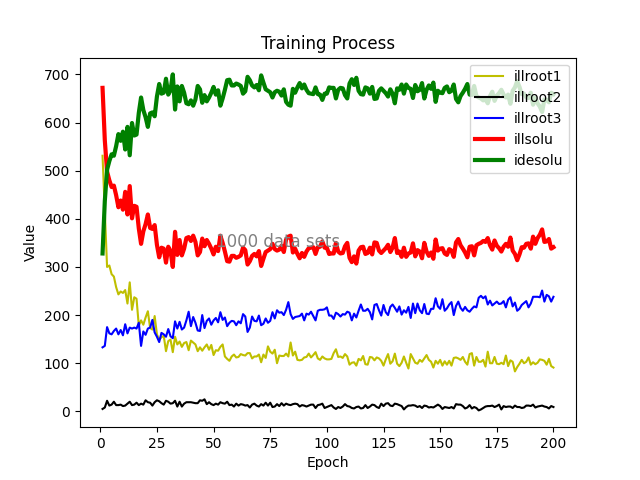 Training Process
Value
700
600
500
400
300
200
100
0
illroot1
illroot2
illroot3
illsolu
idesolu
1000 data sets
0 25 50 75 100 125 150 175 200
Epoch